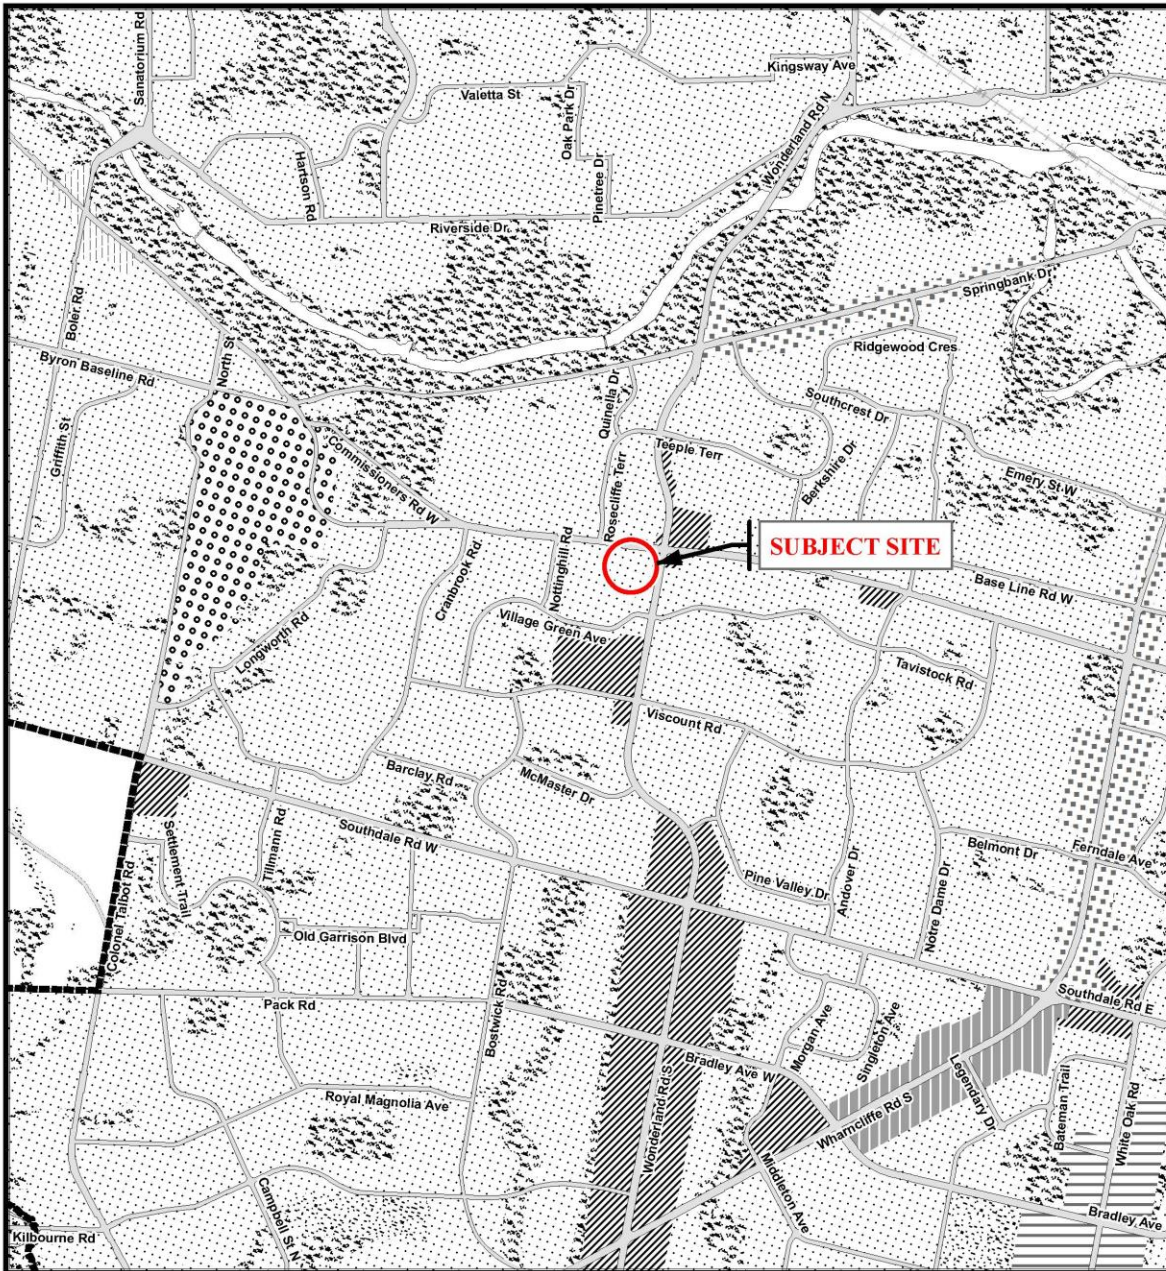 Sanatorium Rd
Kingsway Ave
Valetta St
Oak Park Dr
Wonderland Rd N
Hartson Rd
Pinetree Dr
Riverside Dr
Springbank Dr
Boler Rd
North St
Ridgewood Cres
Byron Baseline Rd
Quinella Dr
Southcrest Dr
Griffith St
Commissioners Rd W
Teeple Terr
Rosecliffe Terr
Berkshire Dr
Emery St W
SUBJECT SITE
Nottinghill Rd
Cranbrook Rd
Base Line Rd W
Village Green Ave
Longworth Rd
Tavistock Rd
Viscount Rd
Barclay Rd
McMaster Dr
Southdale Rd W
Tillmann Rd
Settlement Trail
Belmont Dr
Ferndale Ave
Pine Valley Dr
Andover Dr
Notre Dame Dr
Colonel Talbot Rd
Old Garrison Blvd
Pack Rd
Bostwick Rd
Southdale Rd E
Morgan Ave
Singleton Ave
Bradley Ave W
Legendary Dr
Bateman Trail
White Oak Rd
Royal Magnolia Ave
Wonderland Rd S
Wharncliffe Rd S
Middleton Ave
Campbell St N
Kilbourne Rd
Bradley Ave